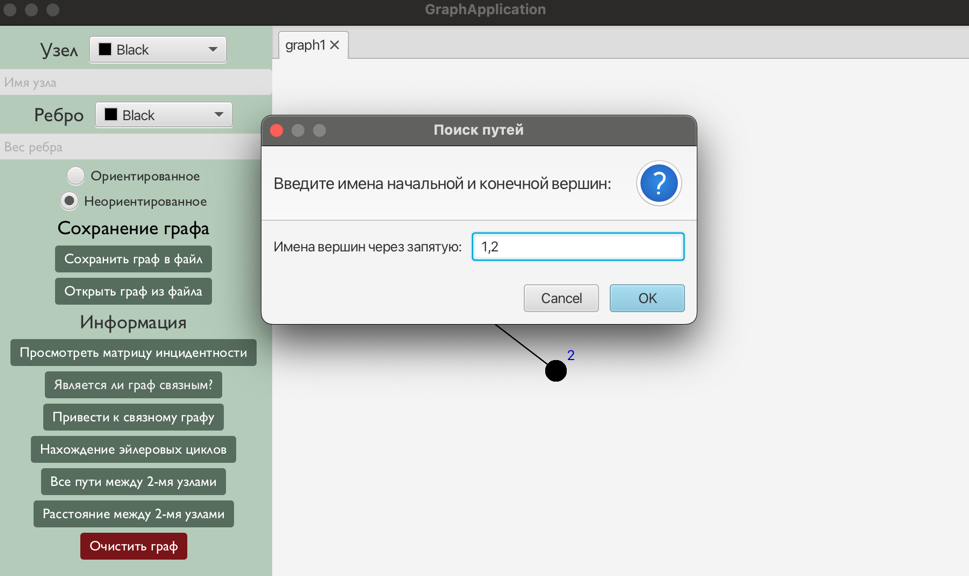 GraphApplication
Узел
Black
Имя узла
Ребро
Black
Вес ребра
Ориентированное
Неориентированное
Сохранение графа
Сохранить граф в файл
Открыть граф из файла
Информация
Просмотреть матрицу инцидентности
Является ли граф связным?
Привести к связному графу
Нахождение эйлеровых циклов
Все пути между 2-мя узлами
Расстояние между 2-мя узлами
Очистить граф
graph1
Поиск путей
Введите имена начальной и конечной вершин:
?
Имена вершин через запятую: 1,2
Cancel OK
2